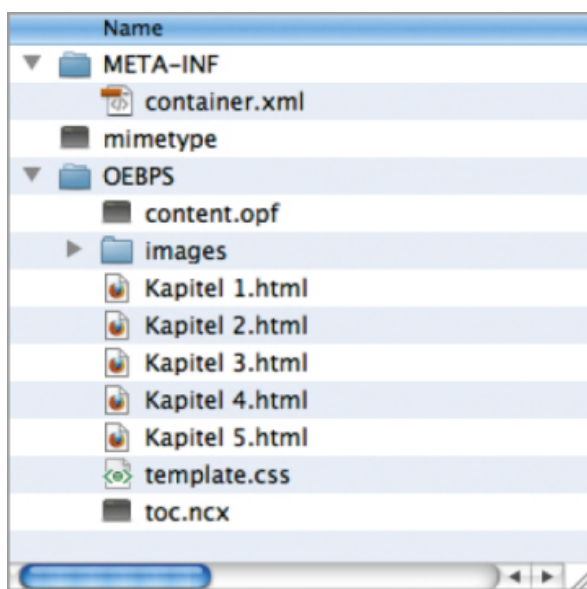 Name
META-INF
container.xml
mimetype
OEBPS
content.opf
images
Kapitel 1.html
Kapitel 2.html
Kapitel 3.html
Kapitel 4.html
Kapitel 5.html
template.css
toc.ncx